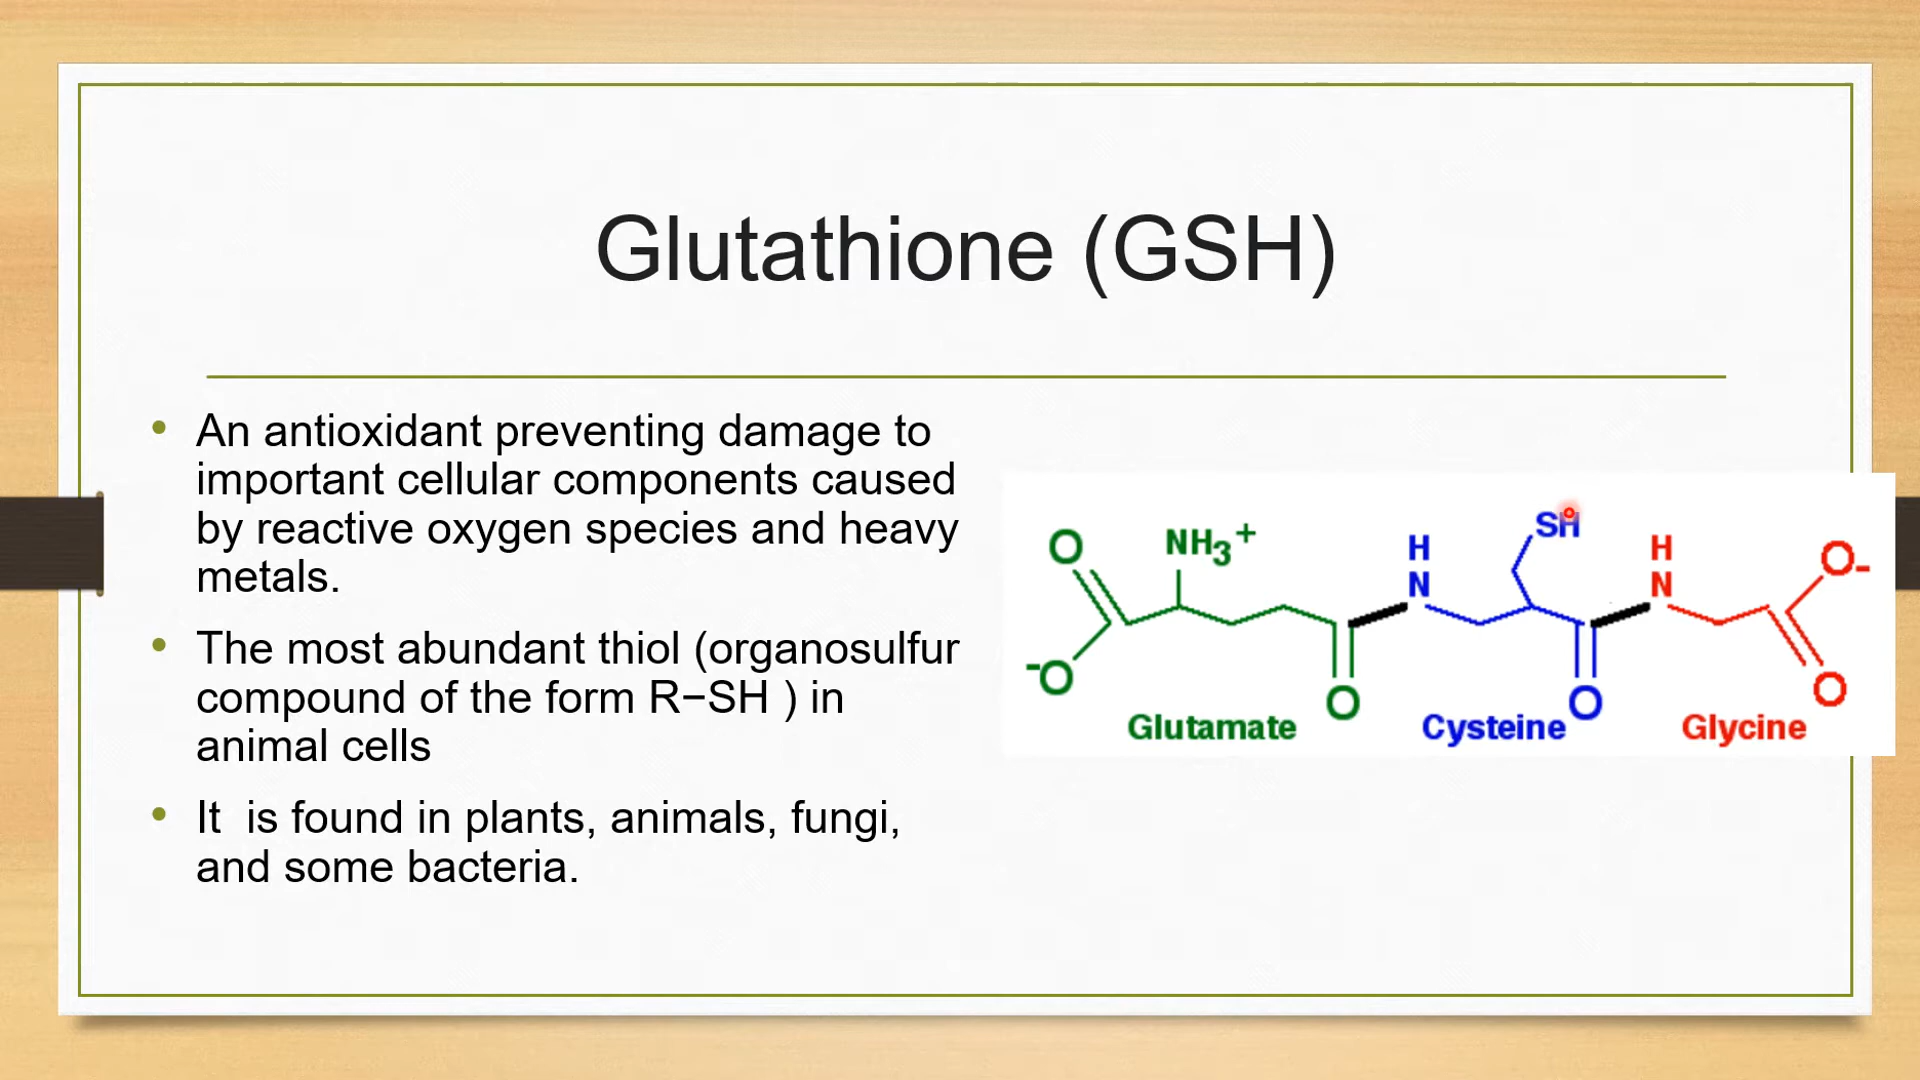 Glutathione (GSH)
• An antioxidant preventing damage to
important cellular components caused
by reactive oxygen species and heavy
metals.
• The most abundant thiol (organosulfur
compound of the form R−SH ) in
animal cells
• It  is found in plants, animals, fungi,
and some bacteria.
O
NH3+
-O
O
Glutamate
H
N
SH
O
Cysteine
H
N
O-
O
Glycine